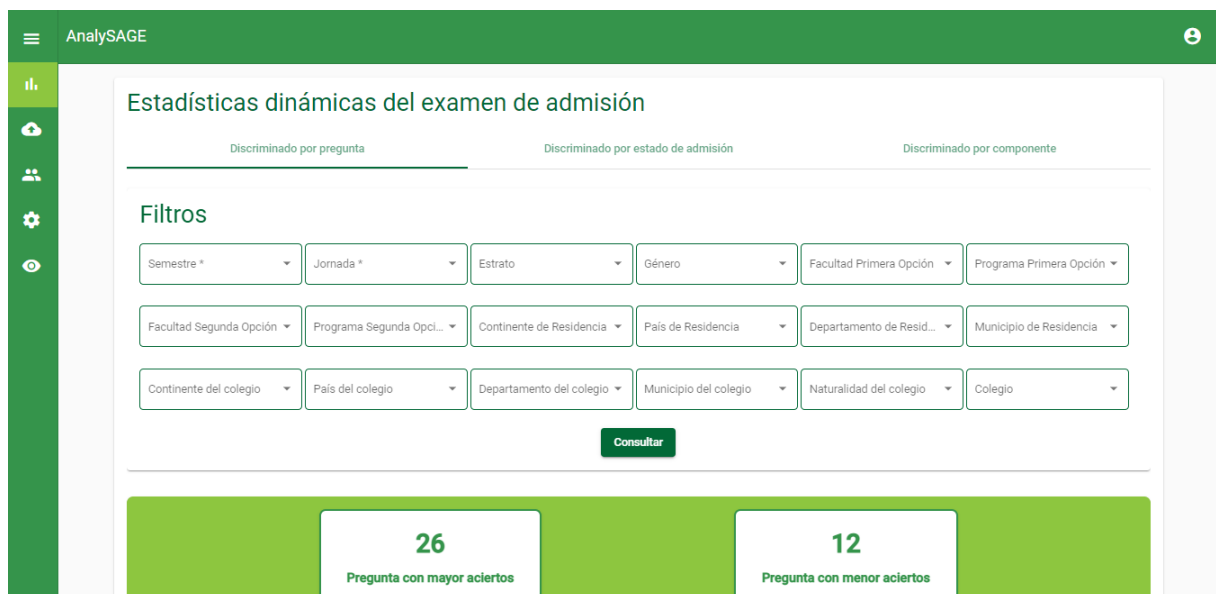 AnalySAGE
Estadísticas dinámicas del examen de admisión
Discriminado por pregunta
Discriminado por estado de admisión
Discriminado por componente
Filtros
Semestre *
Jornada *
Estrato
Género
Facultad Primera Opción
Programa Primera Opción
Facultad Segunda Opción
Programa Segunda Opci...
Continente de Residencia
País de Residencia
Departamento de Resid...
Municipio de Residencia
Continente del colegio
País del colegio
Departamento del colegio
Municipio del colegio
Naturalidad del colegio
Colegio
Consultar
26
Pregunta con mayor aciertos
12
Pregunta con menor aciertos